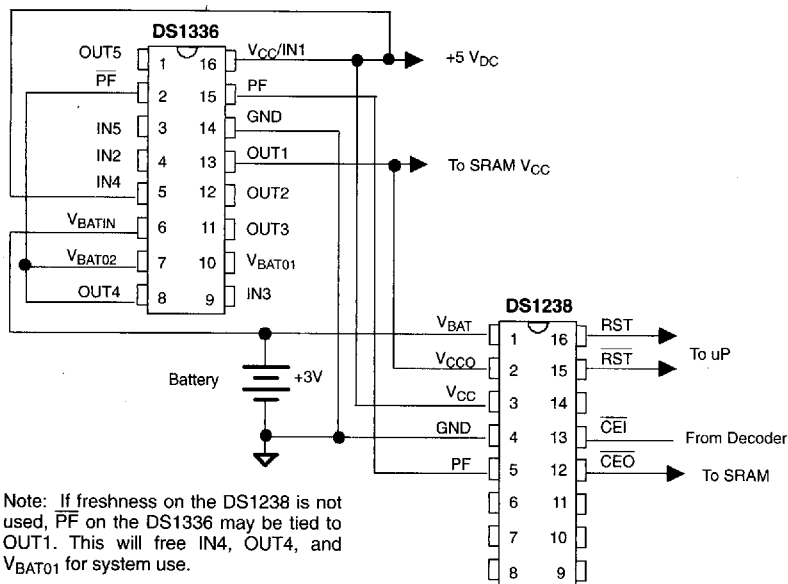 DS1336
OUT5 1 16 VCC/IN1 +5 VDC
PF 2 15 PF
IN5 3 14 GND
IN2 4 13 OUT1 To SRAM VCC
IN4 5 12 OUT2
VBATIN 6 11 OUT3
VBAT02 7 10 VBAT01
OUT4 8 9 IN3
DS1238
VBAT 1 16 RST
To uP
VCCO 2 15 RST
Battery +3V
VCC 3 14
GND 4 13 CEI From Decoder
PF 5 12 CEO To SRAM
6 11
7 10
8 9
Note: If freshness on the DS1238 is not
used, PF on the DS1336 may be tied to
OUT1. This will free IN4, OUT4, and
VBAT01 for system use.